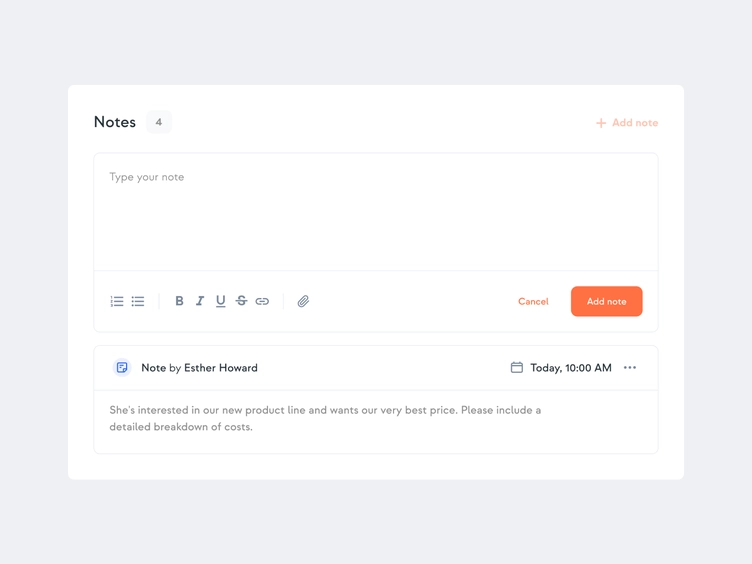 Notes 4
+ Add note
Type your note
B I U S
Cancel
Add note
Note by Esther Howard
Today, 10:00 AM
She's interested in our new product line and wants our very best price. Please include a
detailed breakdown of costs.